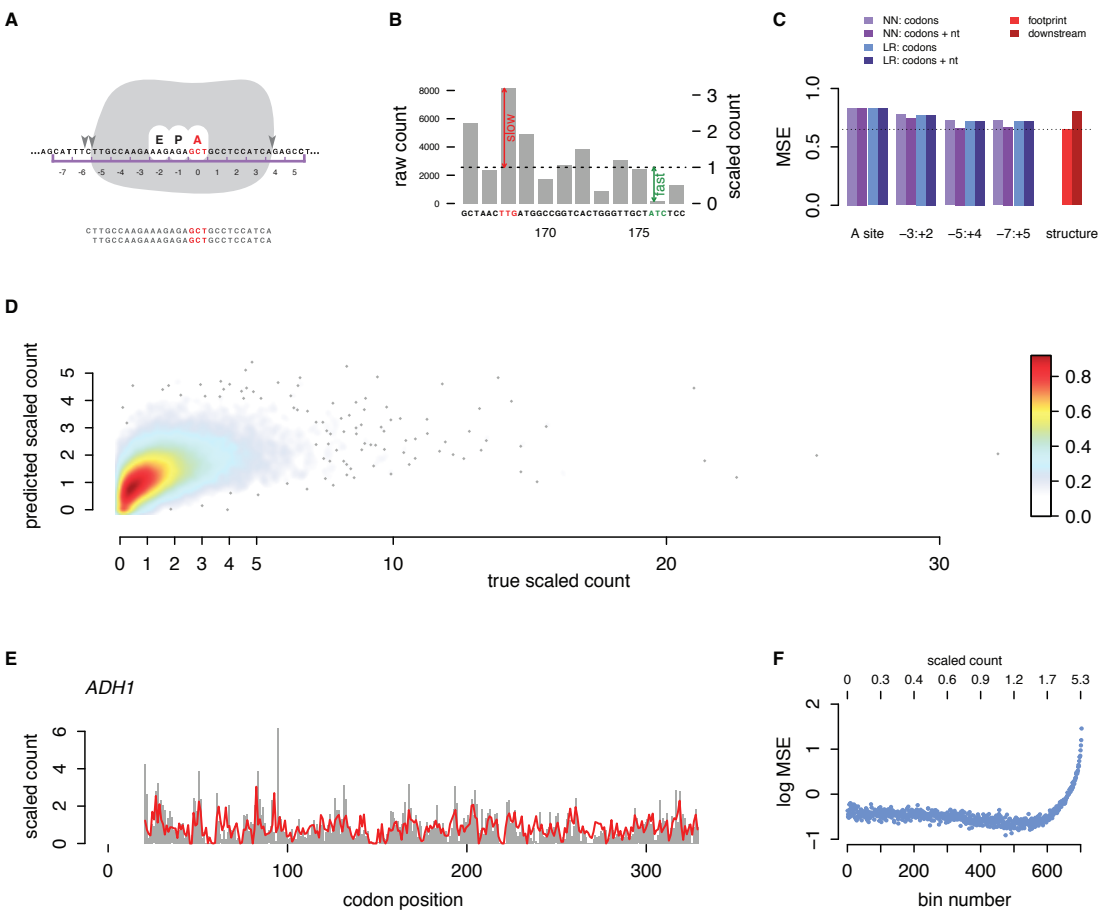 A
E P A
...AGCATTTCTTGCCAAGAAAGAGAGCTGCCTCCATCAGAGCCT...
-7 -6 -5 -4 -3 -2 -1 0 1 2 3 4 5
CTTGCCAAGAAAGAGAGCTGCCTCCATCA
TTGCCAAGAAAGAGAGCTGCCTCCATCA
B
raw count
8000
6000
4000
2000
0
slow
fast
3
2
1
0
scaled count
GCTAACTTGATGGCCGGTCACTGGGTTGCTATCTCC
170 175
C
NN: codons
NN: codons + nt
LR: codons
LR: codons + nt
footprint
downstream
MSE
1.0
0.5
0.0
A site −3:+2 −5:+4 −7:+5 structure
D
predicted scaled count
5
4
3
2
1
0
0 1 2 3 4 5 10 20 30
true scaled count
0.8
0.6
0.4
0.2
0.0
E
ADH1
scaled count
6
4
2
0
0 100 200 300
codon position
F
scaled count
0 0.3 0.4 0.6 0.9 1.2 1.7 5.3
log MSE
2
1
0
−1
0 200 400 600
bin number